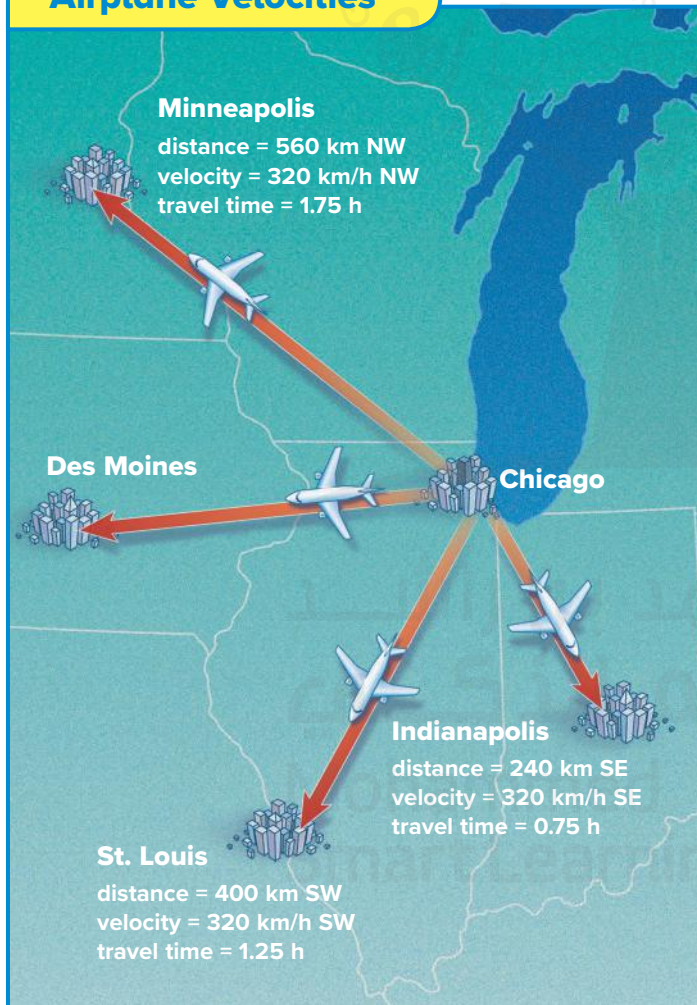 Airplane Velocities
Minneapolis
distance = 560 km NW
velocity = 320 km/h NW
travel time = 1.75 h
Des Moines
Chicago
Indianapolis
distance = 240 km SE
velocity = 320 km/h SE
travel time = 0.75 h
St. Louis
distance = 400 km SW
velocity = 320 km/h SW
travel time = 1.25 h